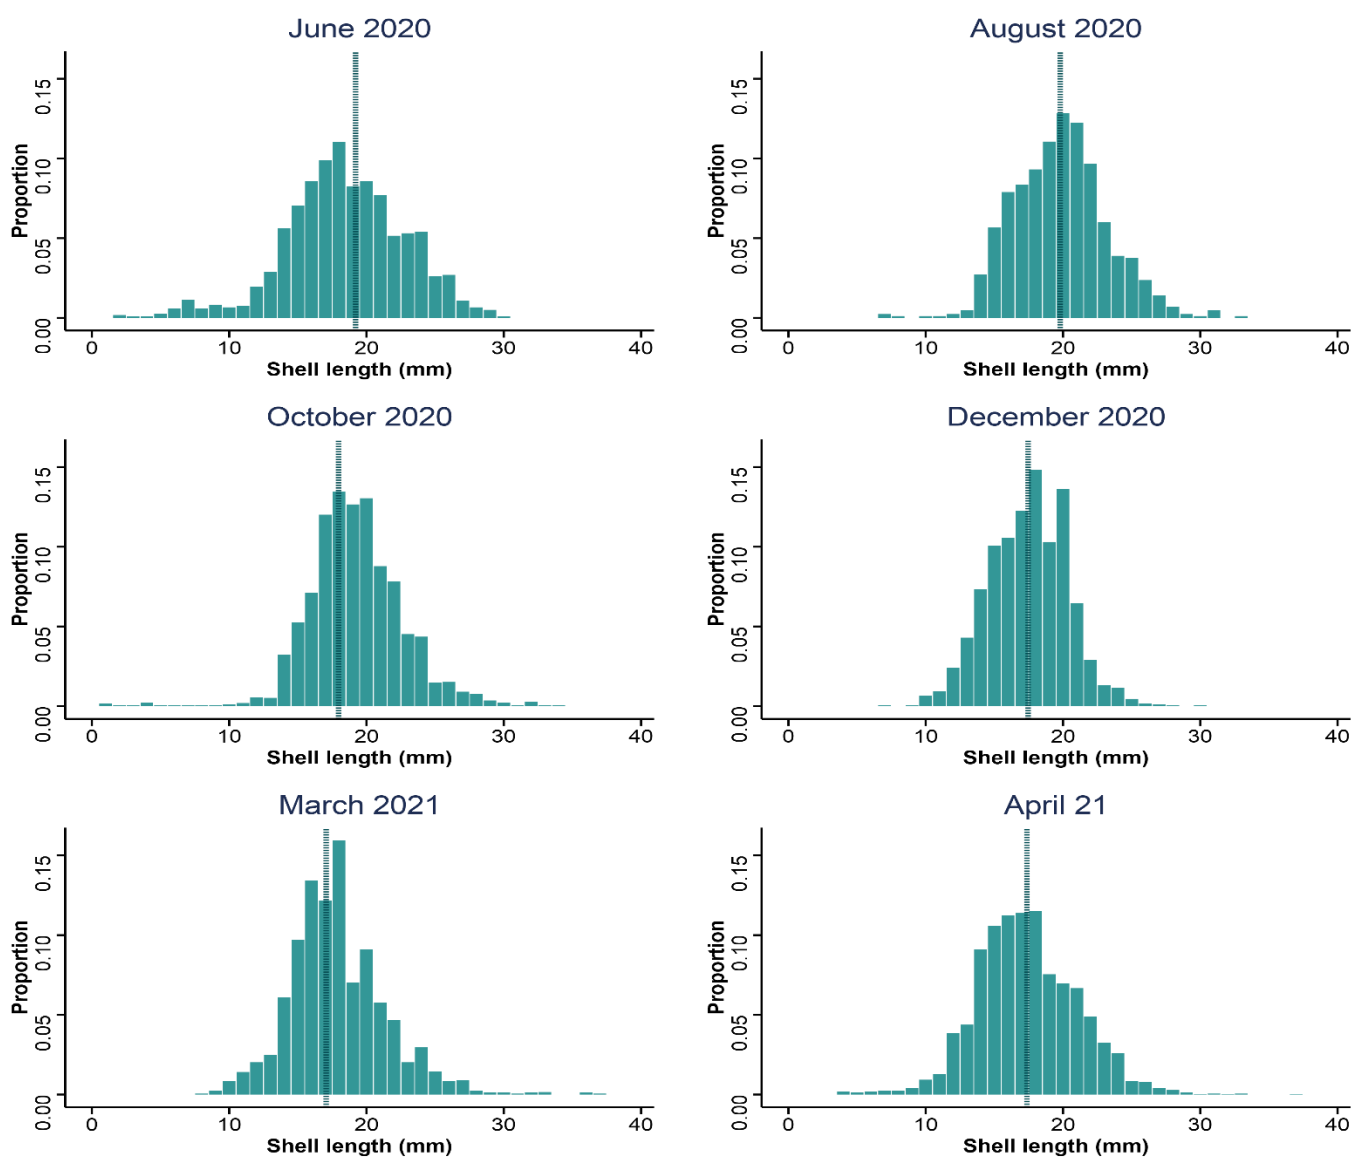 June 2020
Proportion
0.00 0.05 0.10 0.15
0 10 20 30 40
Shell length (mm)
August 2020
Proportion
0.00 0.05 0.10 0.15
0 10 20 30 40
Shell length (mm)
October 2020
Proportion
0.00 0.05 0.10 0.15
0 10 20 30 40
Shell length (mm)
December 2020
Proportion
0.00 0.05 0.10 0.15
0 10 20 30 40
Shell length (mm)
March 2021
Proportion
0.00 0.05 0.10 0.15
0 10 20 30 40
Shell length (mm)
April 21
Proportion
0.00 0.05 0.10 0.15
0 10 20 30 40
Shell length (mm)